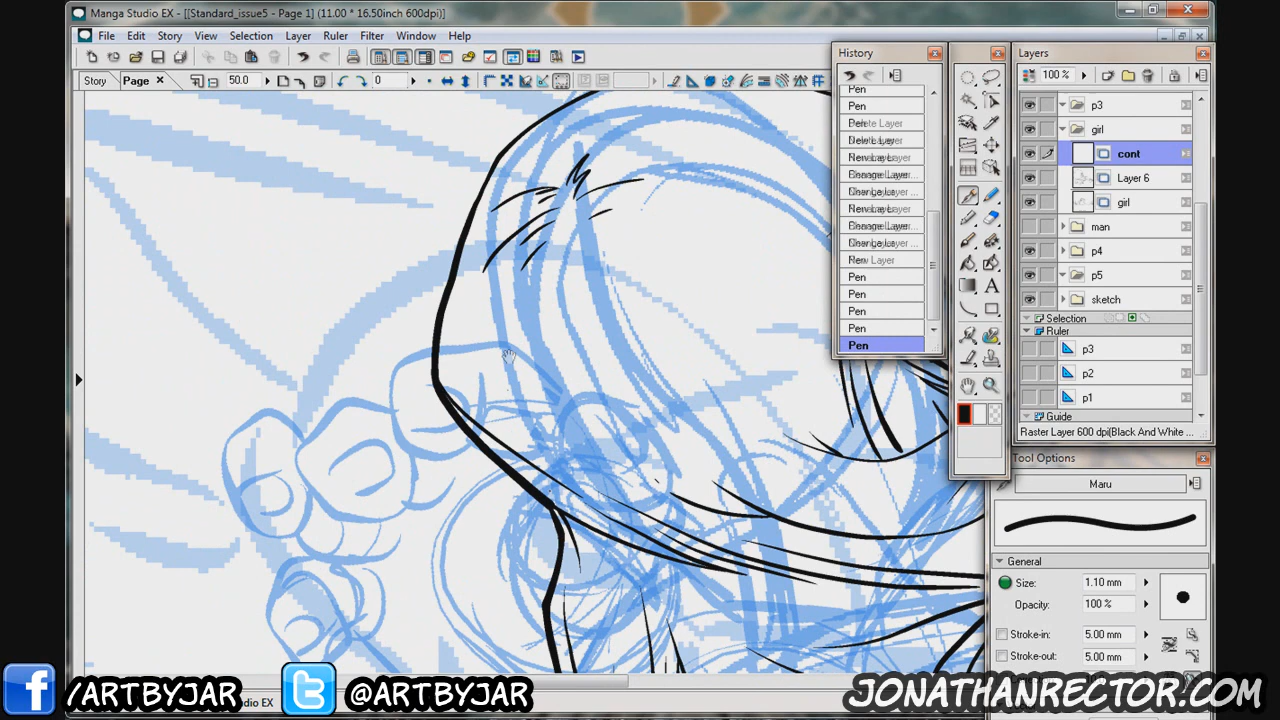 Manga Studio EX - [[Standard_issue5 - Page 1] (11.00 * 16.50inch 600dpi)]
File Edit Story View Selection Layer Ruler Filter Window Help
Story Page 50.0 0
History
Pen
Pen
Delete Layer
New Layer
Pen
Pen
Pen
Pen
Pen
Layers
100 %
p3
girl
cont
Layer 6
girl
man
p4
p5
sketch
Selection
Ruler
p3
p2
p1
Guide
Raster Layer 600 dpi(Black And White ...
Tool Options
Maru
General
Size: 1.10 mm
Opacity: 100 %
Stroke-in: 5.00 mm
Stroke-out: 5.00 mm
/ARTBYJAR
@ARTBYJAR
JONATHANRECTOR.COM
dio EX